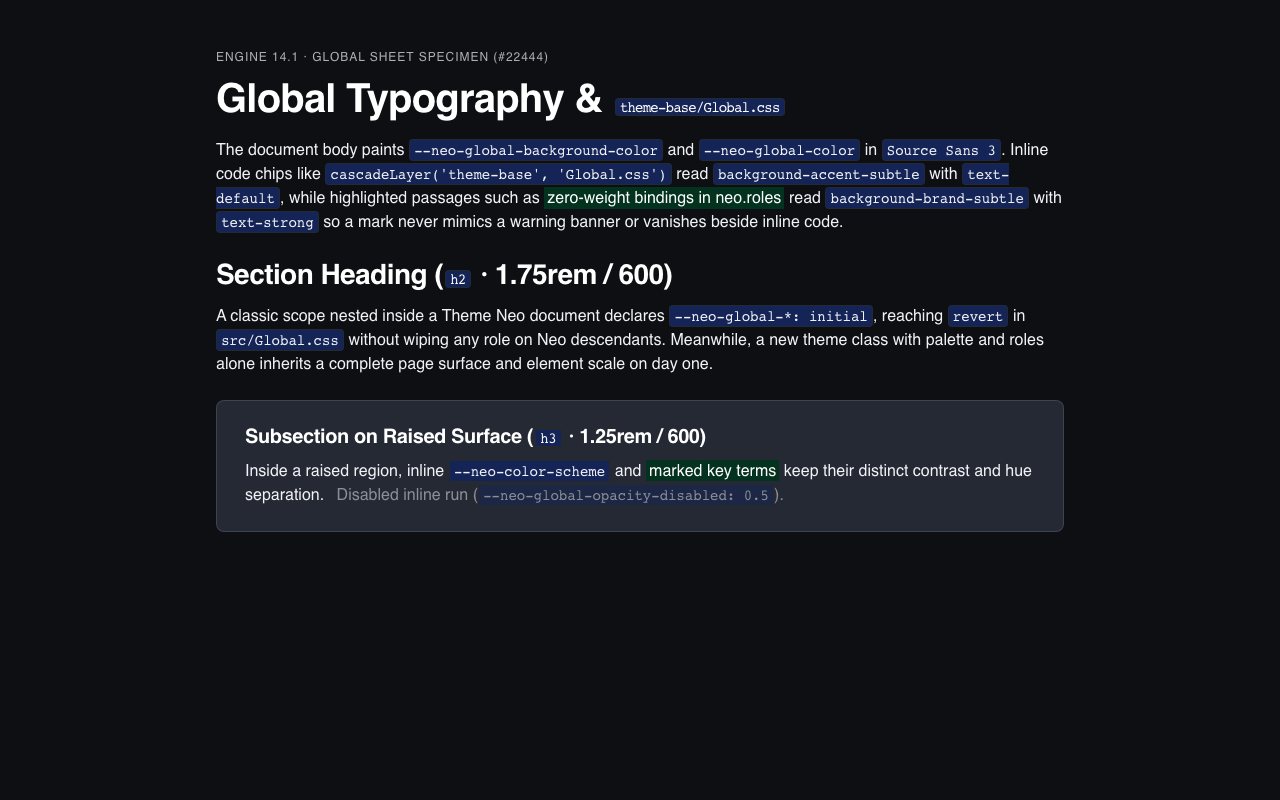 ENGINE 14.1 · GLOBAL SHEET SPECIMEN (#22444)
Global Typography & theme-base/Global.css
The document body paints --neo-global-background-color and --neo-global-color in Source Sans 3. Inline
code chips like cascadeLayer('theme-base', 'Global.css') read background-accent-subtle with text-
default, while highlighted passages such as zero-weight bindings in neo.roles read background-brand-subtle with
text-strong so a mark never mimics a warning banner or vanishes beside inline code.
Section Heading (h2 · 1.75rem / 600)
A classic scope nested inside a Theme Neo document declares --neo-global-*: initial, reaching revert in
src/Global.css without wiping any role on Neo descendants. Meanwhile, a new theme class with palette and roles
alone inherits a complete page surface and element scale on day one.
Subsection on Raised Surface (h3 · 1.25rem / 600)
Inside a raised region, inline --neo-color-scheme and marked key terms keep their distinct contrast and hue
separation. Disabled inline run (--neo-global-opacity-disabled: 0.5).